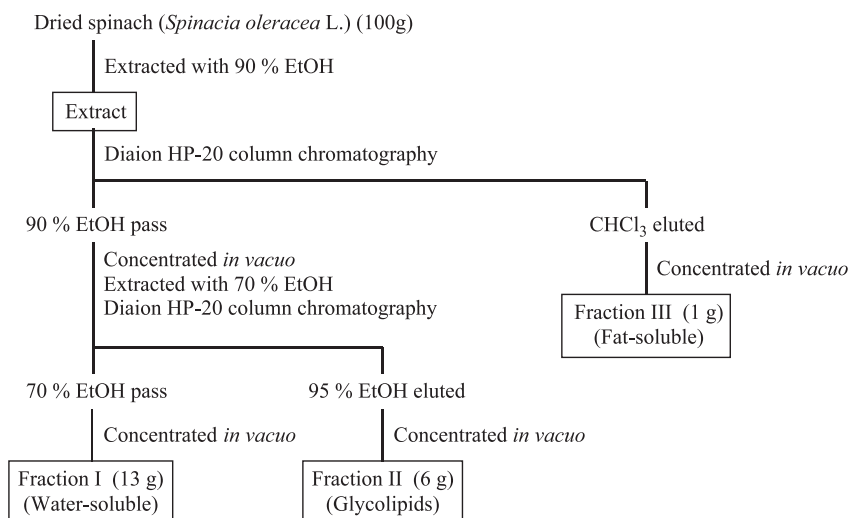 Dried spinach (Spinacia oleracea L.) (100g)
Extracted with 90 % EtOH
Extract
Diaion HP-20 column chromatography
90 % EtOH pass
CHCl₃ eluted
Concentrated in vacuo
Extracted with 70 % EtOH
Diaion HP-20 column chromatography
Concentrated in vacuo
Fraction III (1 g)
(Fat-soluble)
70 % EtOH pass
95 % EtOH eluted
Concentrated in vacuo
Concentrated in vacuo
Fraction I (13 g)
(Water-soluble)
Fraction II (6 g)
(Glycolipids)